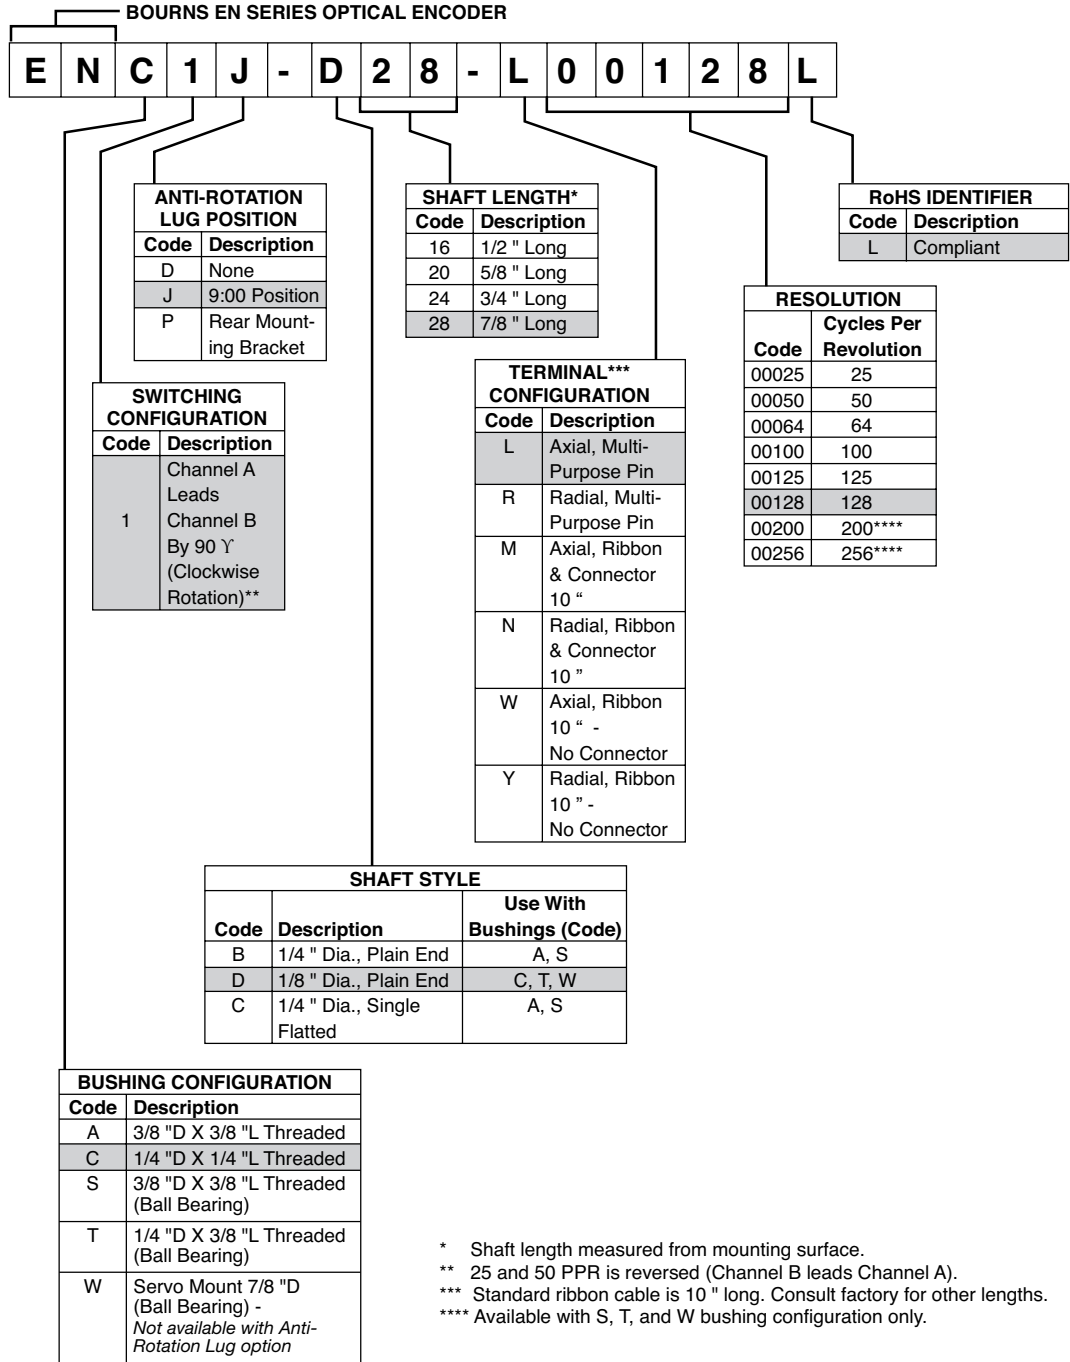 BOURNS EN SERIES OPTICAL ENCODER
E N C 1 J - D 2 8 - L 0 0 1 2 8 L
ANTI-ROTATION
LUG POSITION
Code Description
D None
J 9:00 Position
P Rear Mount-
ing Bracket
SHAFT LENGTH*
Code Description
16 1/2 " Long
20 5/8 " Long
24 3/4 " Long
28 7/8 " Long
RoHS IDENTIFIER
Code Description
L Compliant
RESOLUTION
Cycles Per
Code Revolution
00025 25
00050 50
00064 64
00100 100
00125 125
00128 128
00200 200****
00256 256****
TERMINAL***
CONFIGURATION
Code Description
L Axial, Multi-
Purpose Pin
R Radial, Multi-
Purpose Pin
M Axial, Ribbon
& Connector
10 “
N Radial, Ribbon
& Connector
10 ”
W Axial, Ribbon
10 “ -
No Connector
Y Radial, Ribbon
10 ” -
No Connector
SWITCHING
CONFIGURATION
Code Description
Channel A
Leads
1 Channel B
By 90 ϒ
(Clockwise
Rotation)**
SHAFT STYLE
Use With
Code Description Bushings (Code)
B 1/4 " Dia., Plain End A, S
D 1/8 " Dia., Plain End C, T, W
C 1/4 " Dia., Single A, S
Flatted
BUSHING CONFIGURATION
Code Description
A 3/8 "D X 3/8 "L Threaded
C 1/4 "D X 1/4 "L Threaded
S 3/8 "D X 3/8 "L Threaded
(Ball Bearing)
T 1/4 "D X 3/8 "L Threaded
(Ball Bearing)
W Servo Mount 7/8 "D
(Ball Bearing) -
Not available with Anti-
Rotation Lug option
* Shaft length measured from mounting surface.
** 25 and 50 PPR is reversed (Channel B leads Channel A).
*** Standard ribbon cable is 10 " long. Consult factory for other lengths.
**** Available with S, T, and W bushing configuration only.